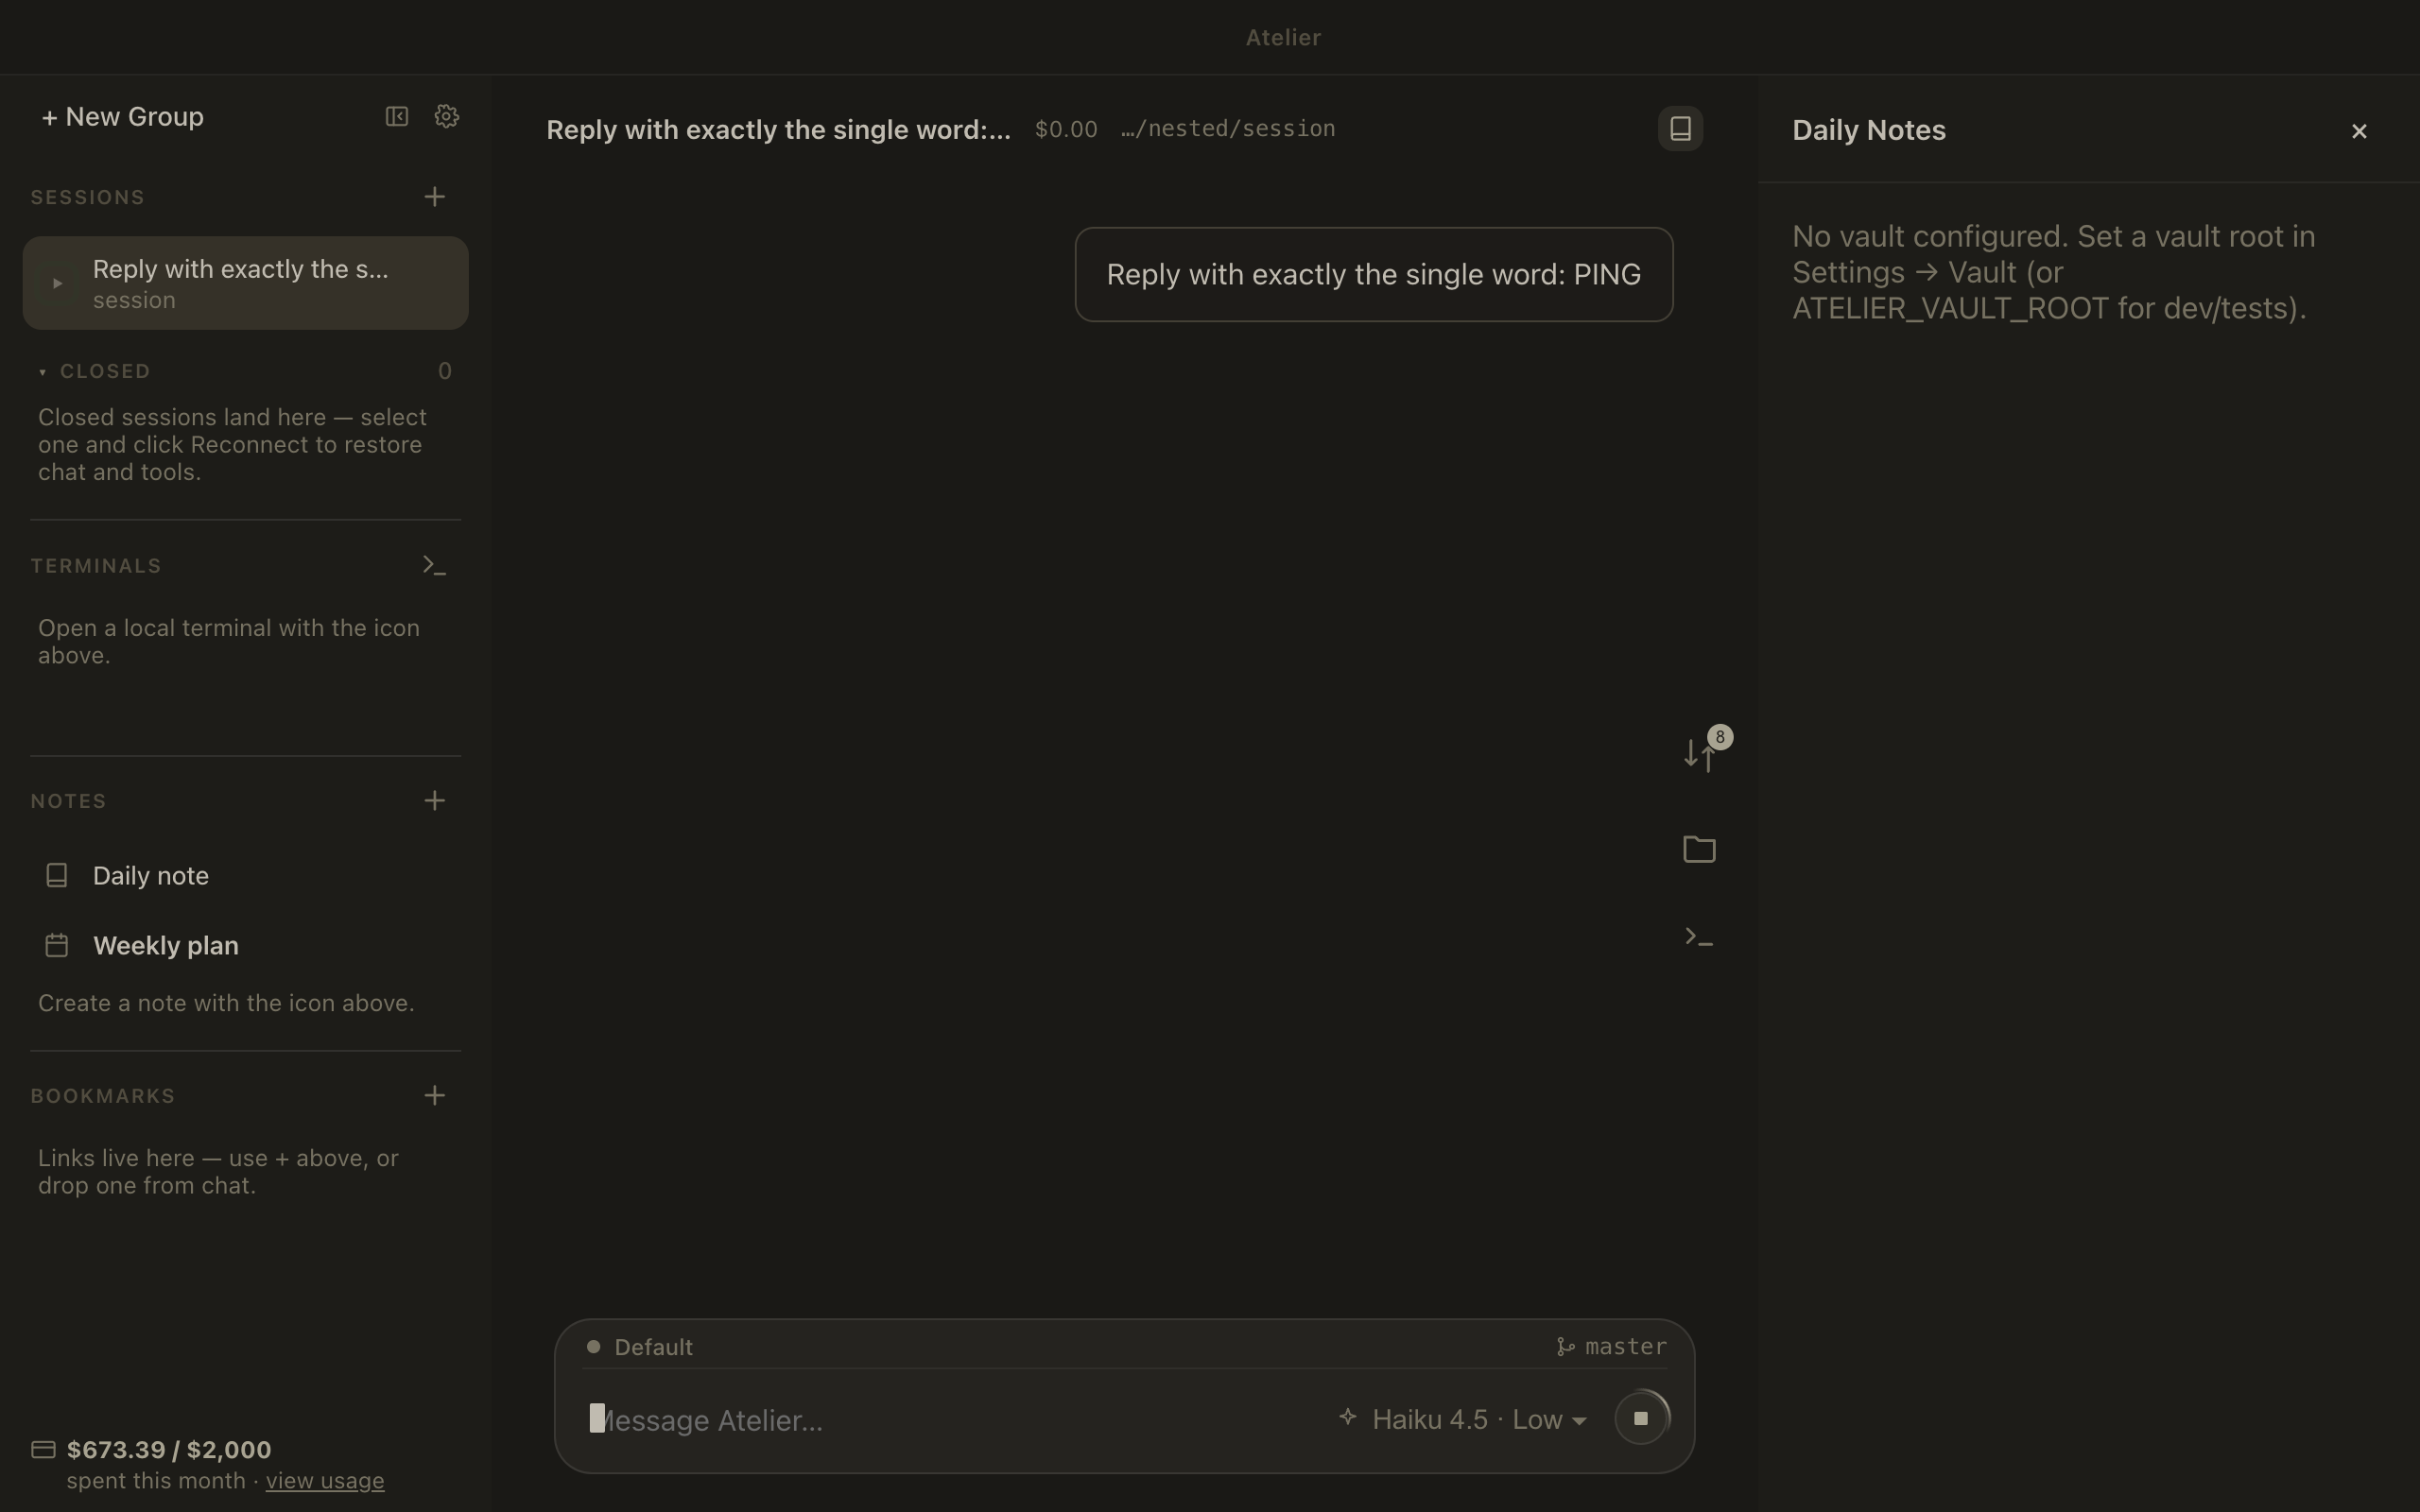 Atelier
+ New Group
SESSIONS
Reply with exactly the s...
session
CLOSED 0
Closed sessions land here — select
one and click Reconnect to restore
chat and tools.
TERMINALS
Open a local terminal with the icon
above.
NOTES
Daily note
Weekly plan
Create a note with the icon above.
BOOKMARKS
Links live here — use + above, or
drop one from chat.
$673.39 / $2,000
spent this month · view usage
Reply with exactly the single word:... $0.00 …/nested/session
Reply with exactly the single word: PING
8
Default master
Message Atelier... Haiku 4.5 · Low
Daily Notes
No vault configured. Set a vault root in
Settings → Vault (or
ATELIER_VAULT_ROOT for dev/tests).